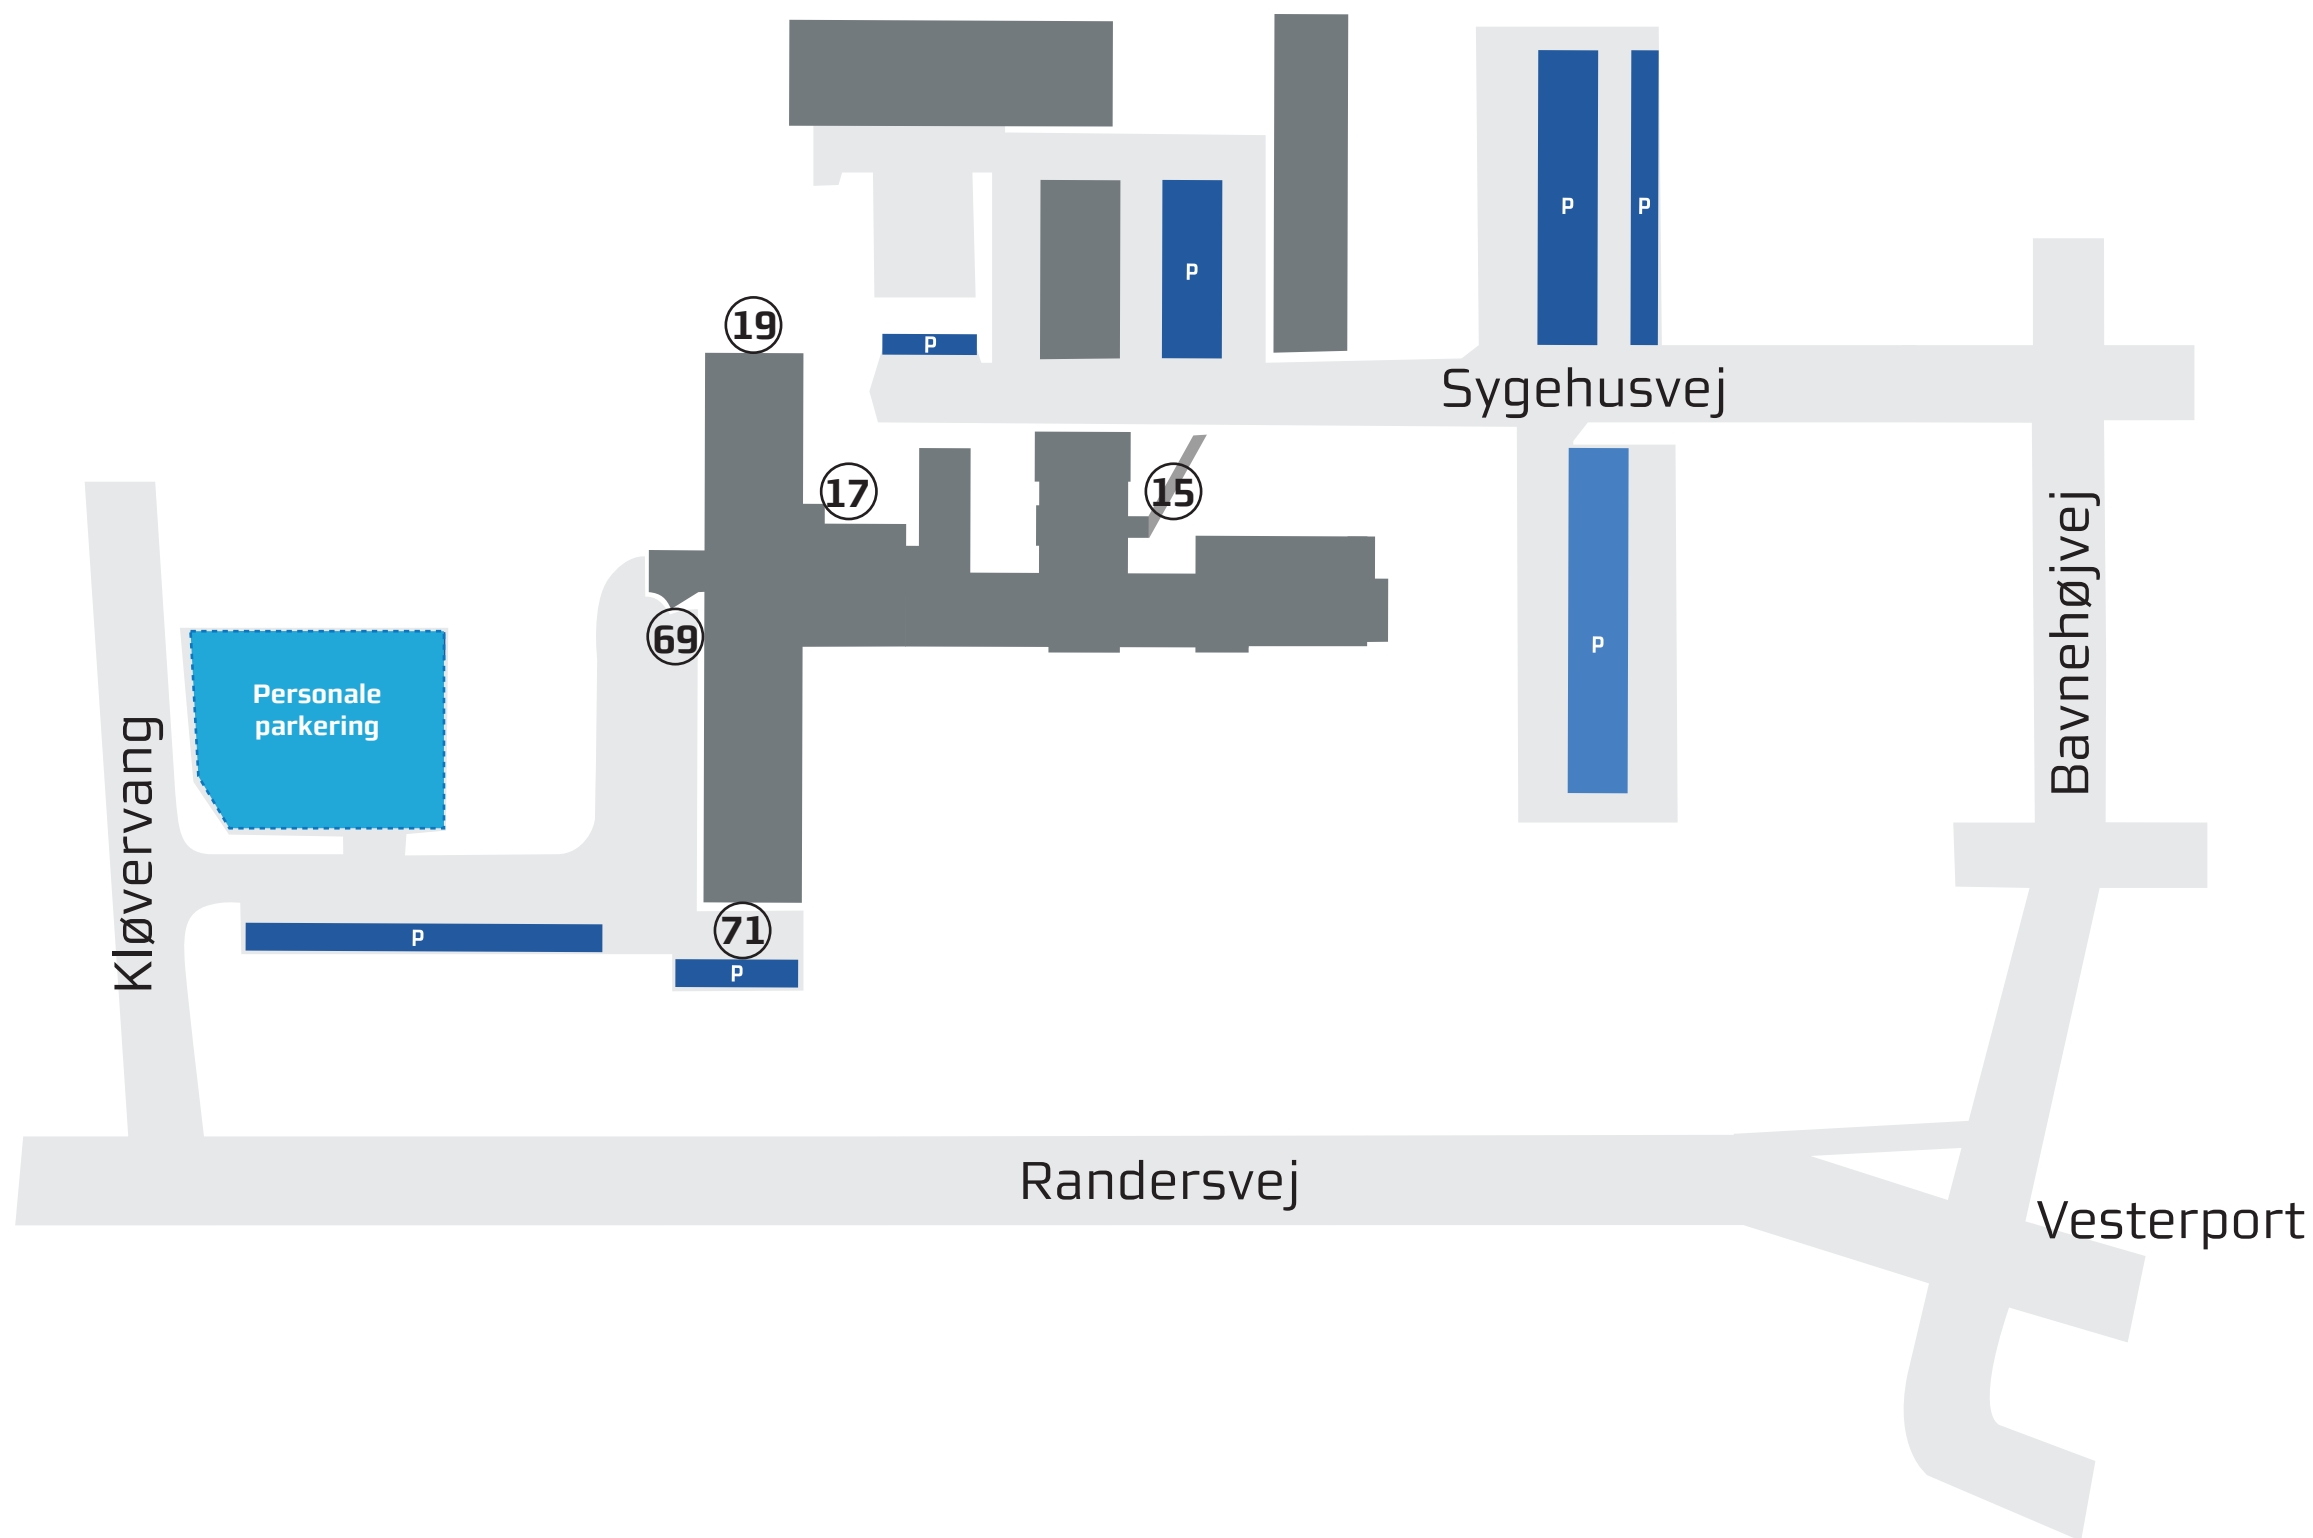 P
P
P
19
P
Sygehusvej
17
15
Bavnehøjvej
69
P
Personale
parkering
Kløvervang
71
P
P
Randersvej
Vesterport